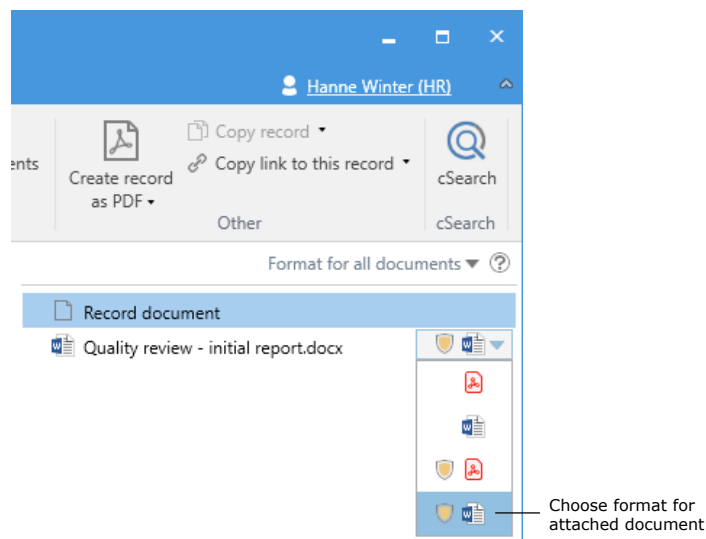 Hanne Winter (HR)
Copy record
ents
Copy link to this record
Create record
as PDF
cSearch
Other
cSearch
Format for all documents
Record document
Quality review - initial report.docx
Choose format for
attached document